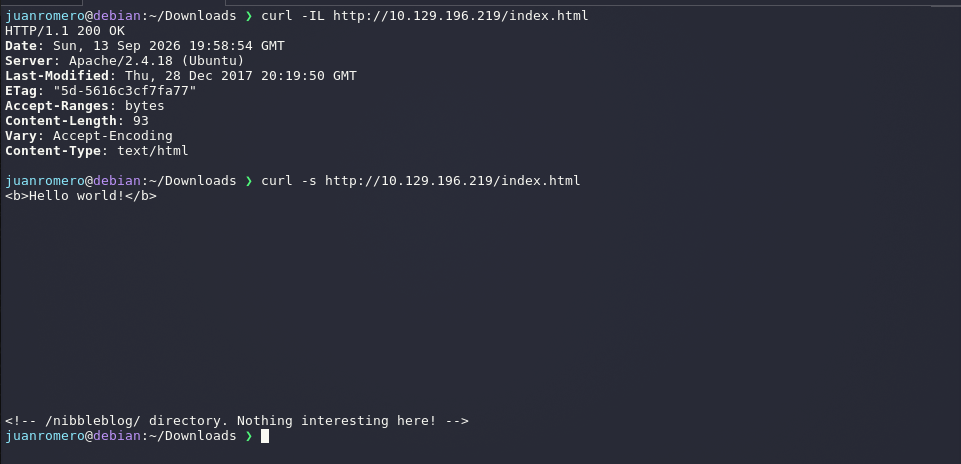 juanromero@debian:~/Downloads ❯ curl -IL http://10.129.196.219/index.html
HTTP/1.1 200 OK
Date: Sun, 13 Sep 2026 19:58:54 GMT
Server: Apache/2.4.18 (Ubuntu)
Last-Modified: Thu, 28 Dec 2017 20:19:50 GMT
ETag: "5d-5616c3cf7fa77"
Accept-Ranges: bytes
Content-Length: 93
Vary: Accept-Encoding
Content-Type: text/html
juanromero@debian:~/Downloads ❯ curl -s http://10.129.196.219/index.html
<b>Hello world!</b>
<!-- /nibbleblog/ directory. Nothing interesting here! -->
juanromero@debian:~/Downloads ❯